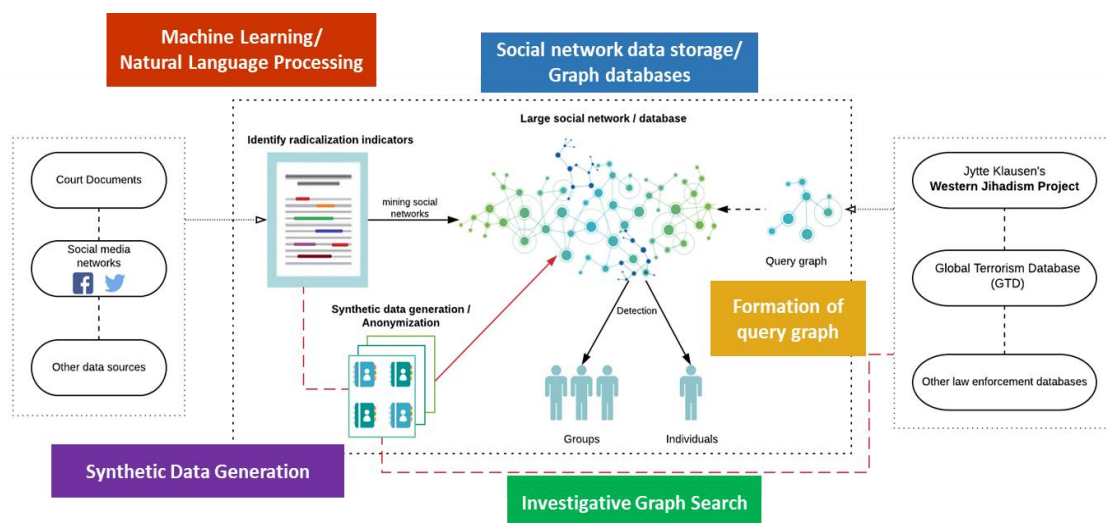 Machine Learning/
Natural Language Processing
Social network data storage/
Graph databases
Large social network / database
Identify radicalization indicators
Court Documents
Social media
networks
Other data sources
mining social
networks
Query graph
Jytte Klausen's
Western Jihadism Project
Global Terrorism Database
(GTD)
Other law enforcement databases
Synthetic data generation /
Anonymization
Detection
Formation of
query graph
Groups
Individuals
Synthetic Data Generation
Investigative Graph Search